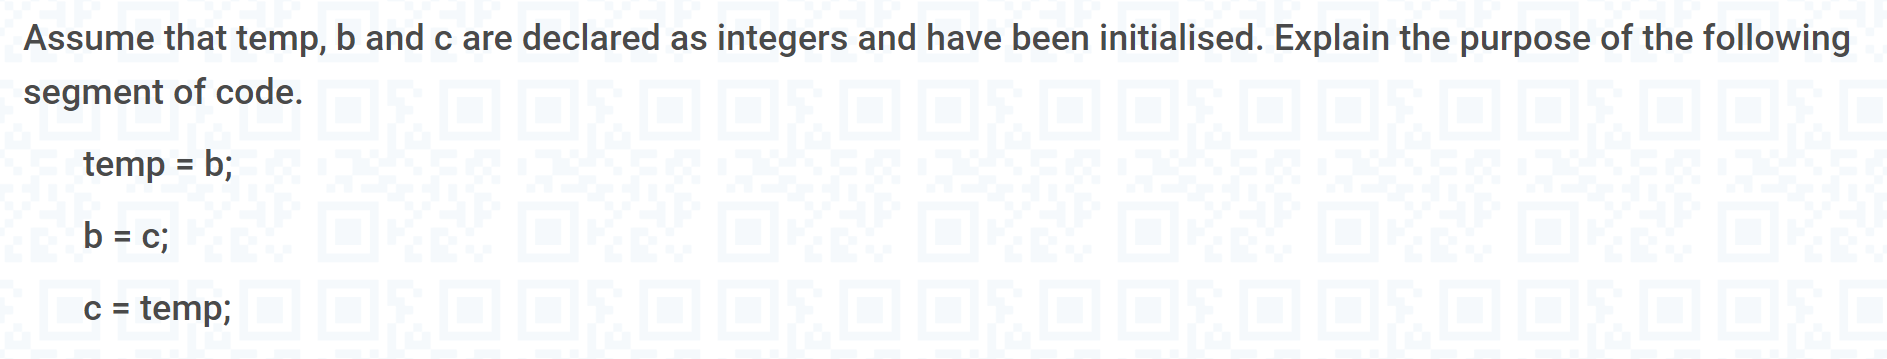 Assume that temp, b and c are declared as integers and have been initialised. Explain the purpose of the following
segment of code.
temp = b;
b = c;
c = temp;